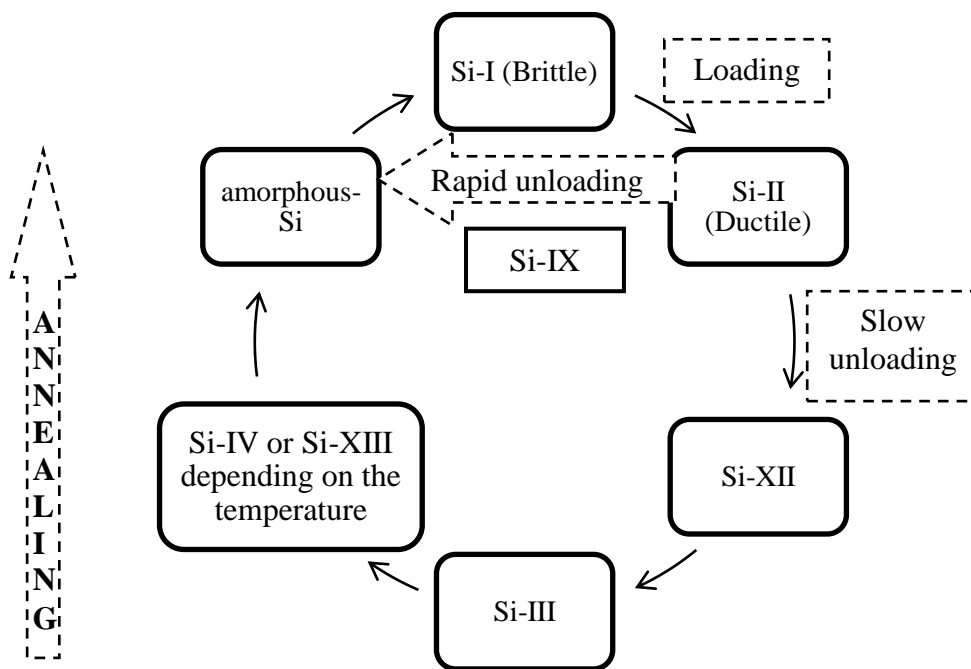 Si-I (Brittle)
Loading
amorphous-
Si
Rapid unloading
Si-II
(Ductile)
Si-IX
Slow
unloading
ANNEALING
Si-IV or Si-XIII
depending on the
temperature
Si-XII
Si-III